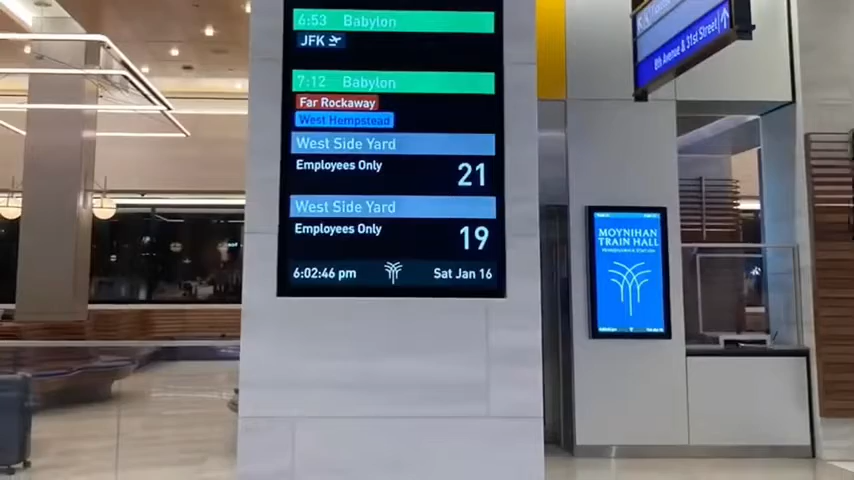 6:53 Babylon
JFK
7:12 Babylon
Far Rockaway
West Hempstead
West Side Yard
Employees Only
21
West Side Yard
Employees Only
19
6:02:46 pm
Sat Jan 16
8th Avenue & 31st Street
MOYNIHAN
TRAIN HALL